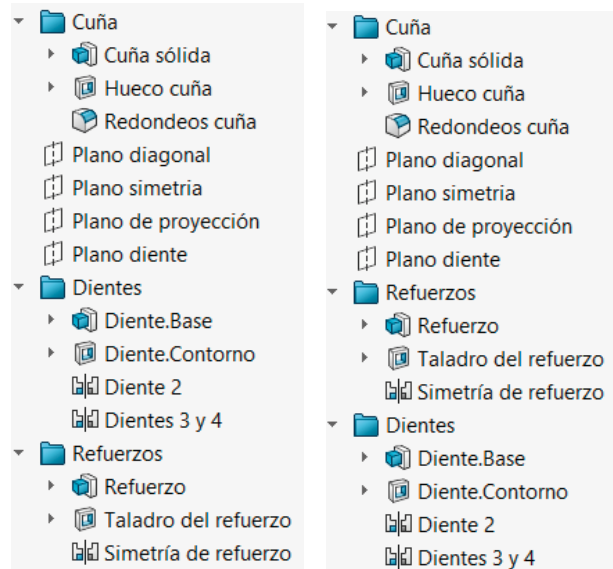 Cuña
Cuña sólida
Hueco cuña
Redondeos cuña
Plano diagonal
Plano simetria
Plano de proyección
Plano diente
Dientes
Diente.Base
Diente.Contorno
Diente 2
Dientes 3 y 4
Refuerzos
Refuerzo
Taladro del refuerzo
Simetría de refuerzo
Cuña
Cuña sólida
Hueco cuña
Redondeos cuña
Plano diagonal
Plano simetria
Plano de proyección
Plano diente
Refuerzos
Refuerzo
Taladro del refuerzo
Simetría de refuerzo
Dientes
Diente.Base
Diente.Contorno
Diente 2
Dientes 3 y 4